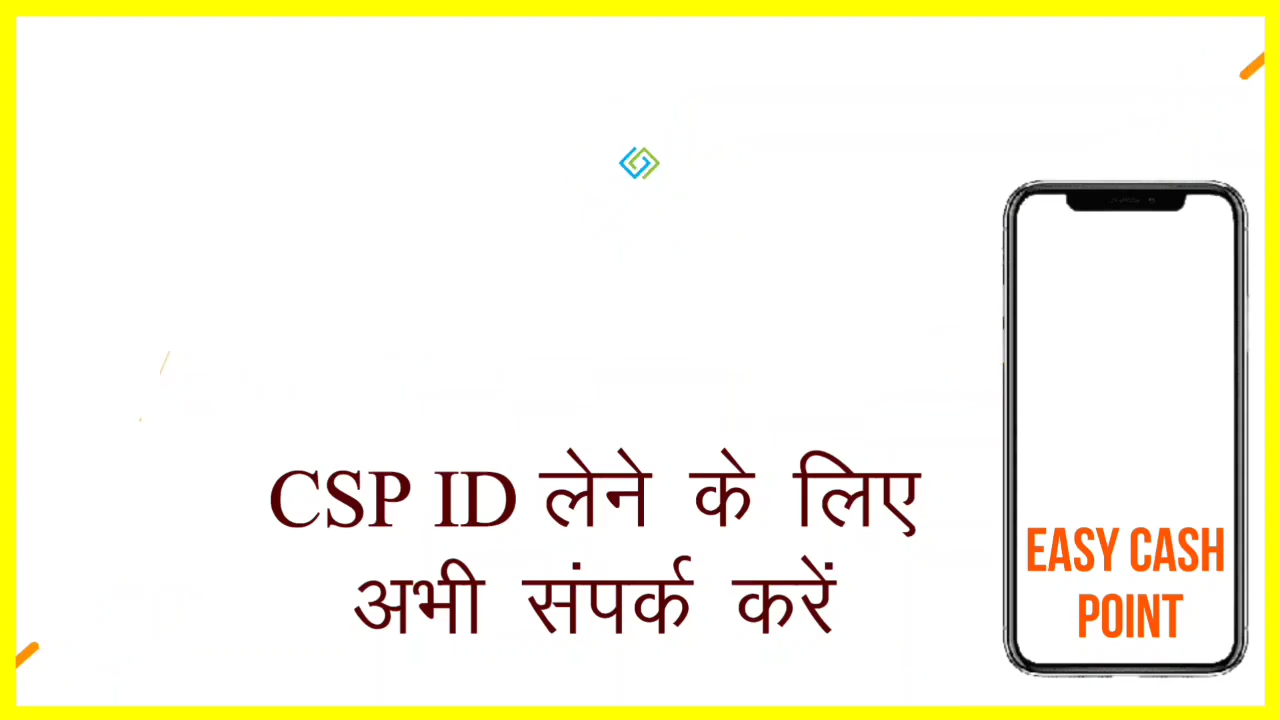 CSP ID लेने के लिए
अभी संपर्क करें
EASY CASH
POINT